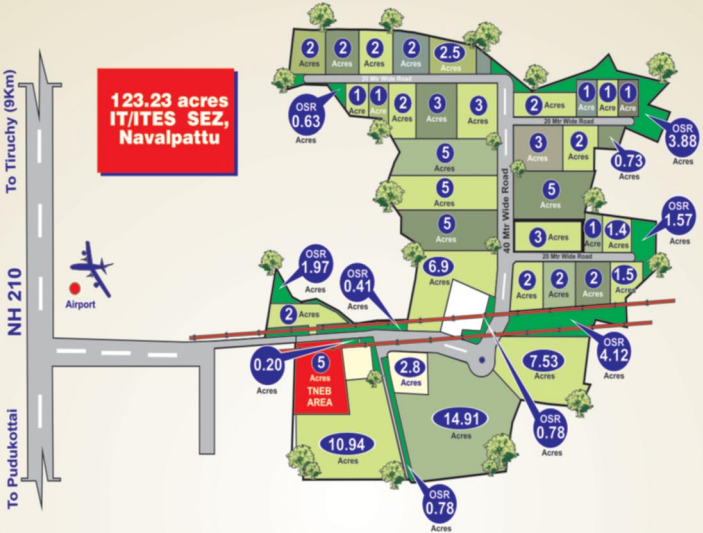 To Tiruchy (9Km)
NH 210
To Pudukottai
123.23 acres
IT/ITES SEZ,
Navalpattu
Airport
2
Acres
2
Acres
2
Acres
2
Acres
2.5
Acres
20 Mtr Wide Road
OSR
0.63
Acres
1
Acre
1
Acre
2
Acres
3
Acres
3
Acres
2 Acres
1
Acre
1
Acre
1
Acre
20 Mtr Wide Road
OSR
3.88
Acres
3
Acres
2
Acres
0.73
Acres
5
Acres
5
Acres
5
Acres
5
Acres
40 Mtr Wide Road
OSR
1.57
Acres
3 Acres
1
Acre
1.4
Acres
20 Mtr Wide Road
6.9
Acres
2
Acres
2
Acres
2
Acres
1.5
Acres
OSR
1.97
Acres
OSR
0.41
Acres
2
Acres
0.20
Acres
5
Acres
TNEB
AREA
2.8
Acres
7.53
Acres
OSR
4.12
Acres
OSR
0.78
Acres
14.91
Acres
10.94
Acres
OSR
0.78
Acres